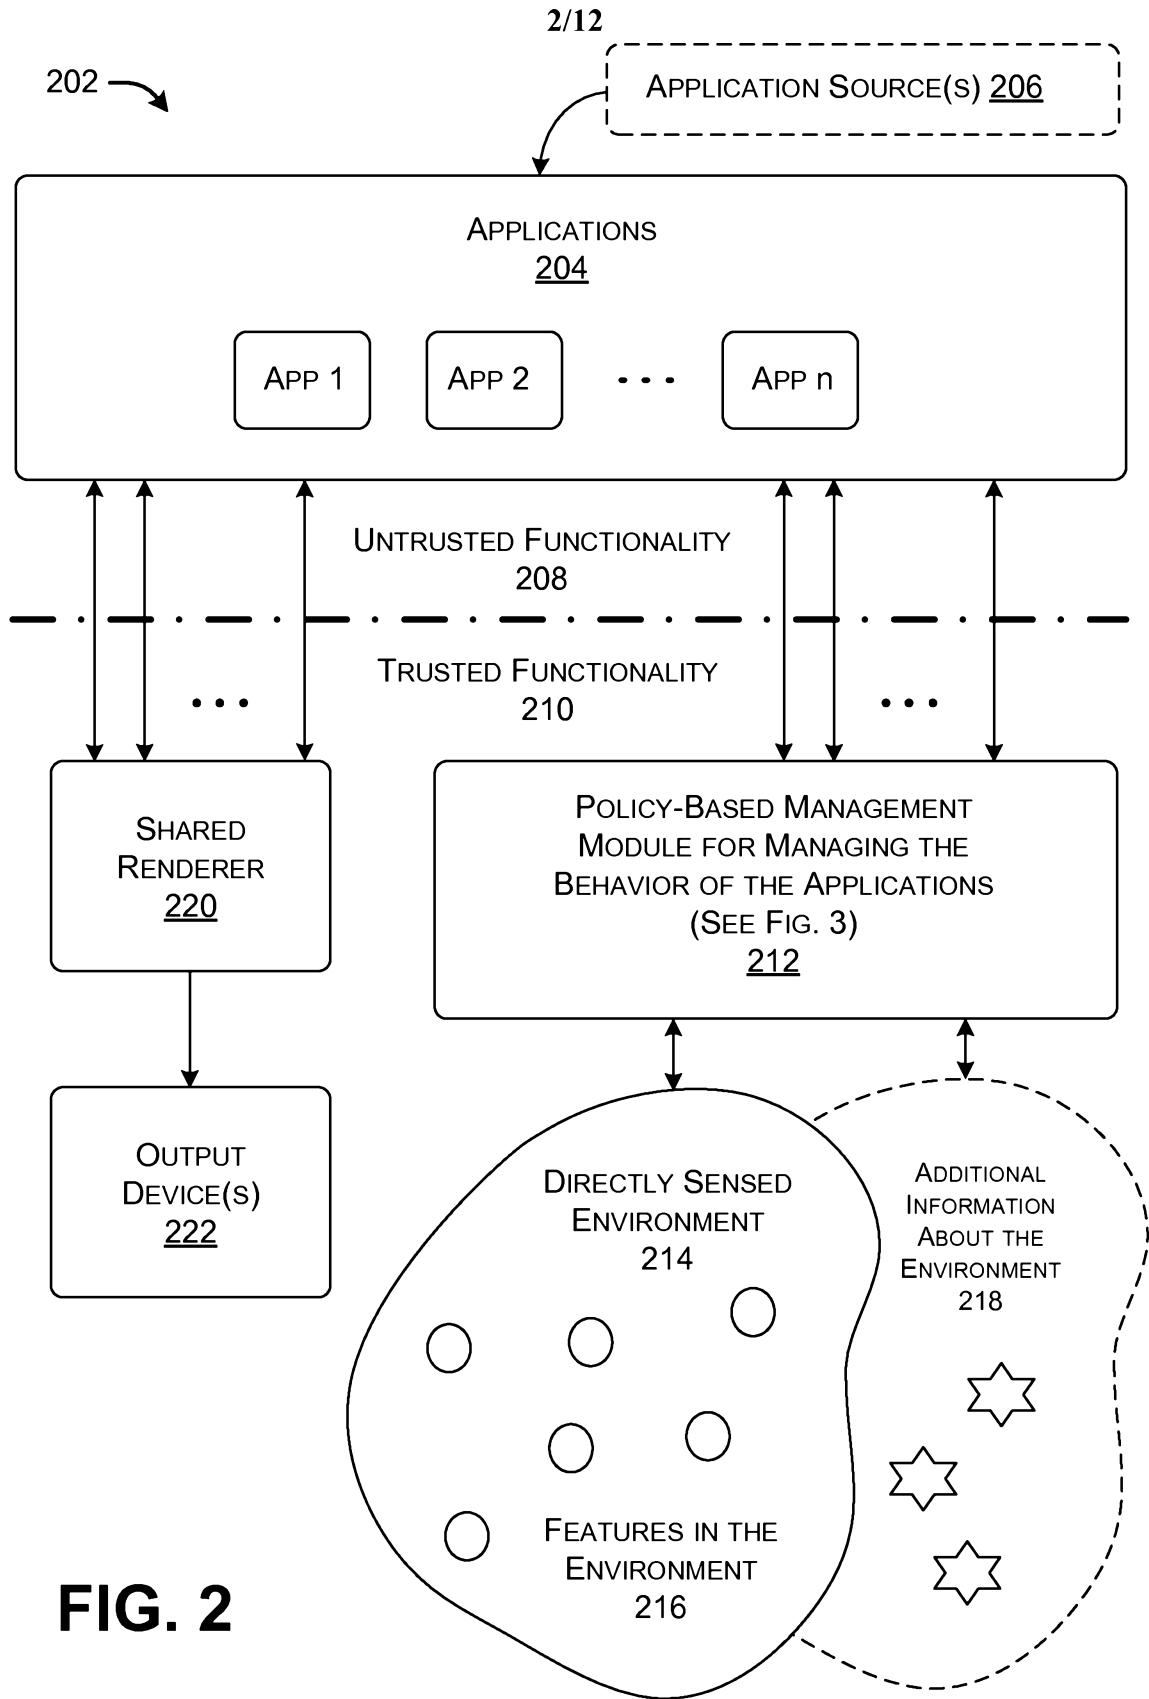 2/12
202
APPLICATION SOURCE(S) 206
APPLICATIONS
204
APP 1
APP 2
...
APP n
UNTRUSTED FUNCTIONALITY
208
TRUSTED FUNCTIONALITY
210
...
...
SHARED
RENDERER
220
POLICY-BASED MANAGEMENT
MODULE FOR MANAGING THE
BEHAVIOR OF THE APPLICATIONS
(SEE FIG. 3)
212
OUTPUT
DEVICE(S)
222
DIRECTLY SENSED
ENVIRONMENT
214
ADDITIONAL
INFORMATION
ABOUT THE
ENVIRONMENT
218
FEATURES IN THE
ENVIRONMENT
216
FIG. 2